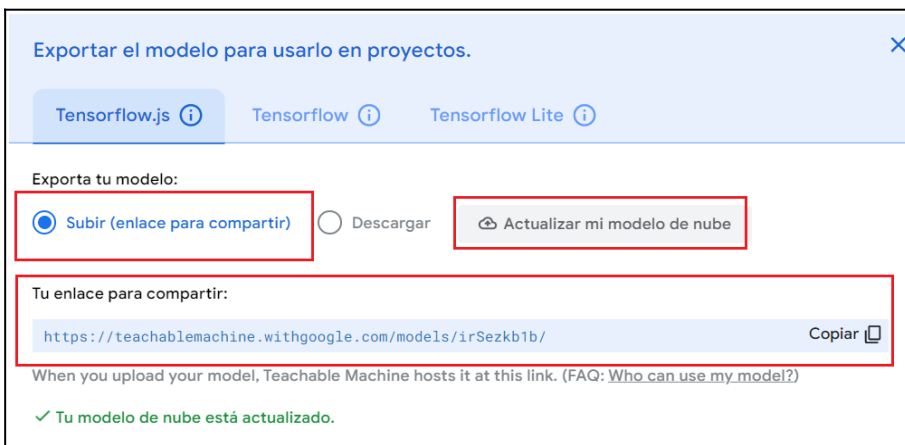 Exportar el modelo para usarlo en proyectos.
Tensorflow.js Tensorflow Tensorflow Lite
Exporta tu modelo:
Subir (enlace para compartir) Descargar Actualizar mi modelo de nube
Tu enlace para compartir:
https://teachablemachine.withgoogle.com/models/irSezkb1b/ Copiar
When you upload your model, Teachable Machine hosts it at this link. (FAQ: Who can use my model?)
✓ Tu modelo de nube está actualizado.